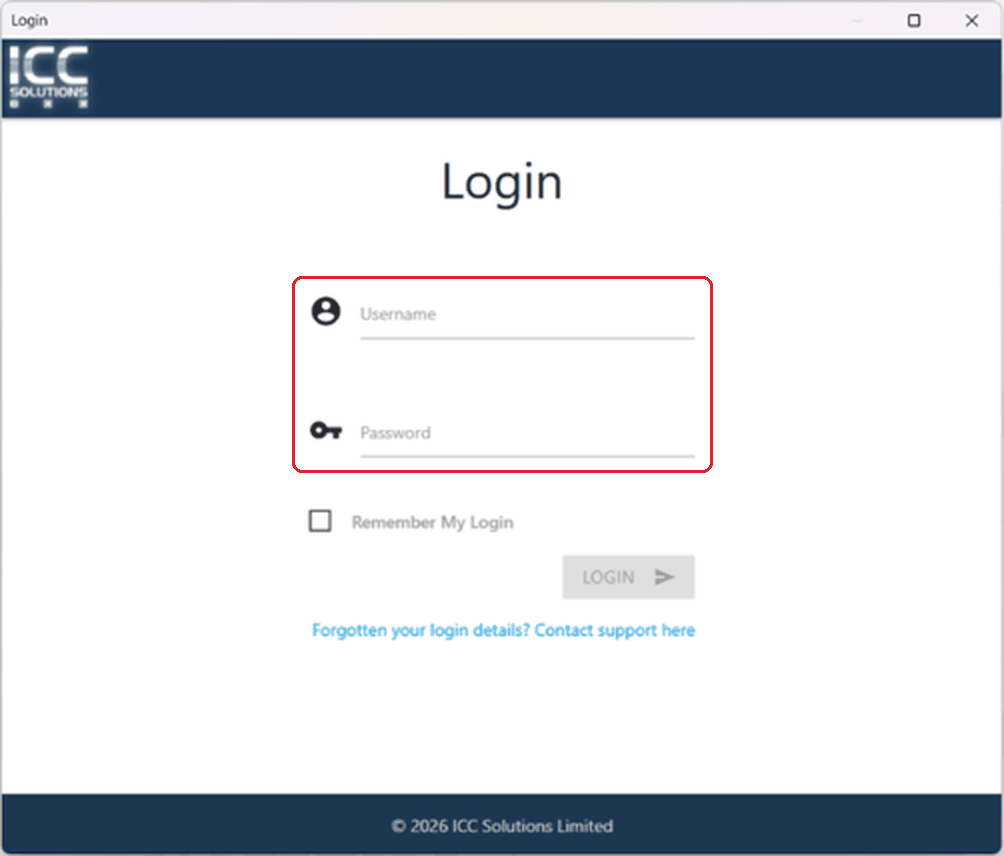 Login
ICC
SOLUTIONS
Login
Username
Password
Remember My Login
LOGIN
Forgotten your login details? Contact support here
© 2026 ICC Solutions Limited